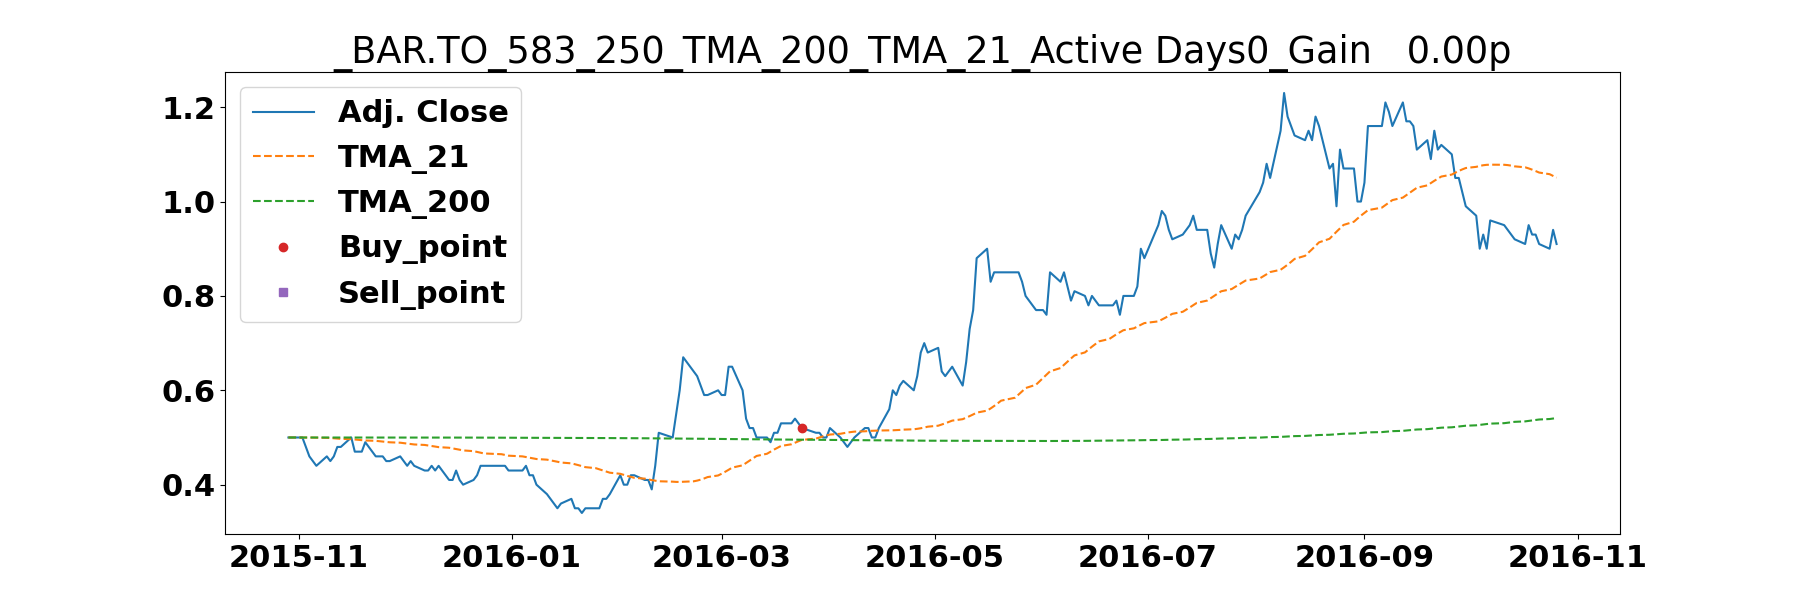 _BAR.TO_583_250_TMA_200_TMA_21_Active Days0_Gain   0.00p
Adj. Close
TMA_21
TMA_200
Buy_point
Sell_point
1.2
1.0
0.8
0.6
0.4
2015-11 2016-01 2016-03 2016-05 2016-07 2016-09 2016-11